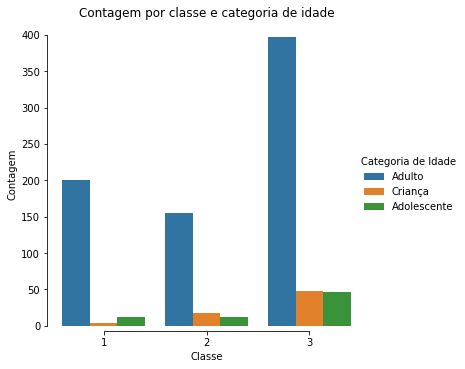 Contagem por classe e categoria de idade
400
350
300
250
200
150
100
50
0
Contagem
1 2 3
Classe
Categoria de Idade
Adulto
Criança
Adolescente